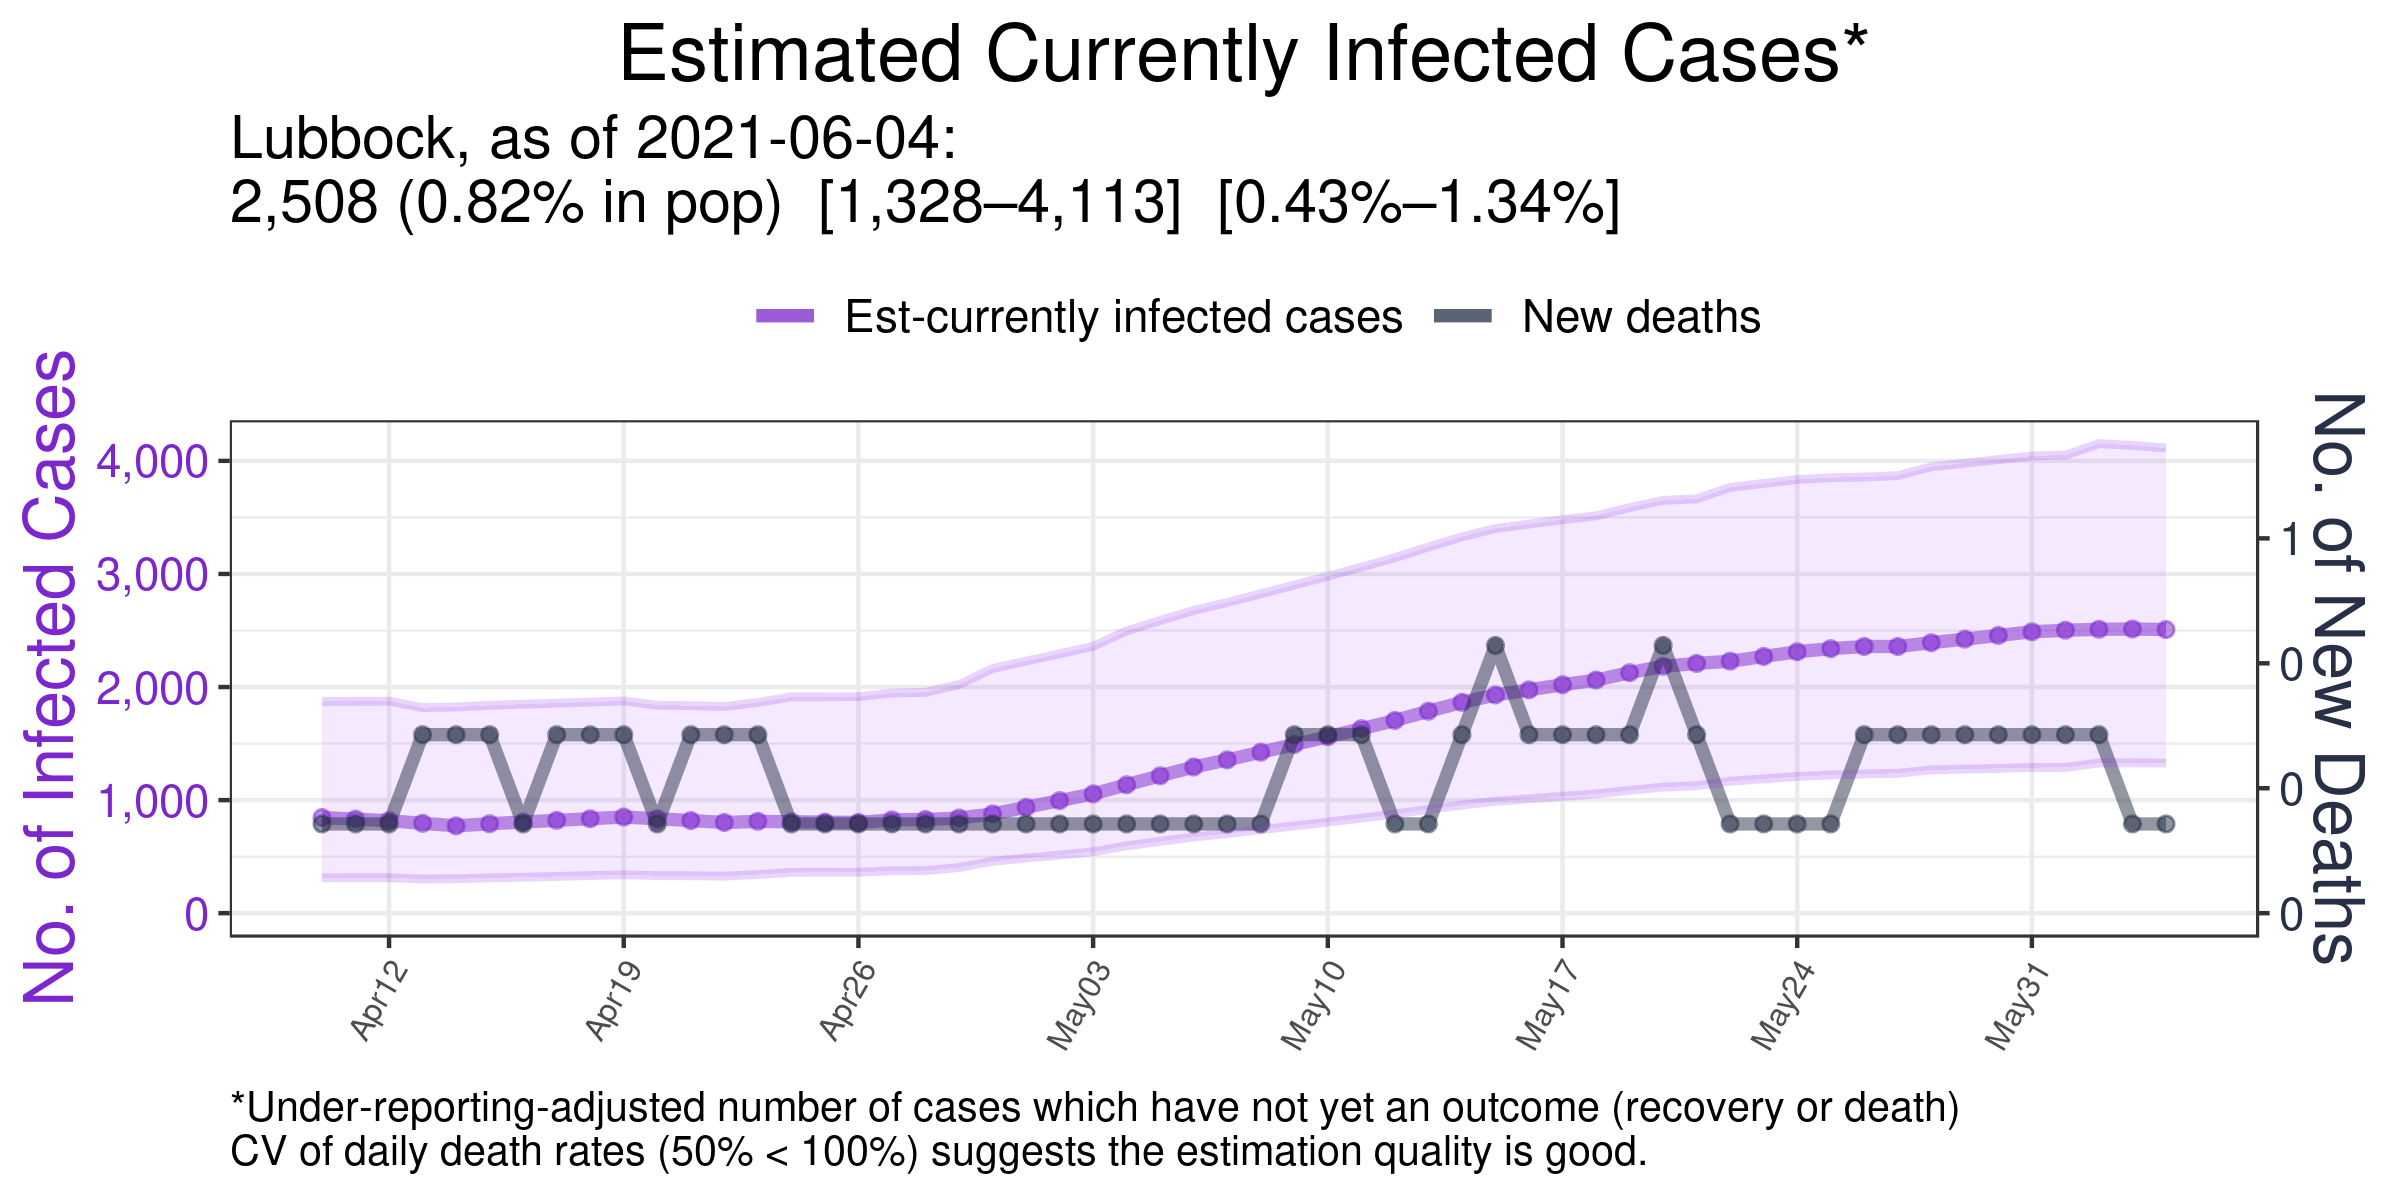 Estimated Currently Infected Cases*
Lubbock, as of 2021-06-04:
2,508 (0.82% in pop) [1,328–4,113] [0.43%–1.34%]
Est-currently infected cases
New deaths
No. of Infected Cases
4,000
3,000
2,000
1,000
0
No. of New Deaths
1
0
0
0
Apr12
Apr19
Apr26
May03
May10
May17
May24
May31
*Under-reporting-adjusted number of cases which have not yet an outcome (recovery or death)
CV of daily death rates (50% < 100%) suggests the estimation quality is good.